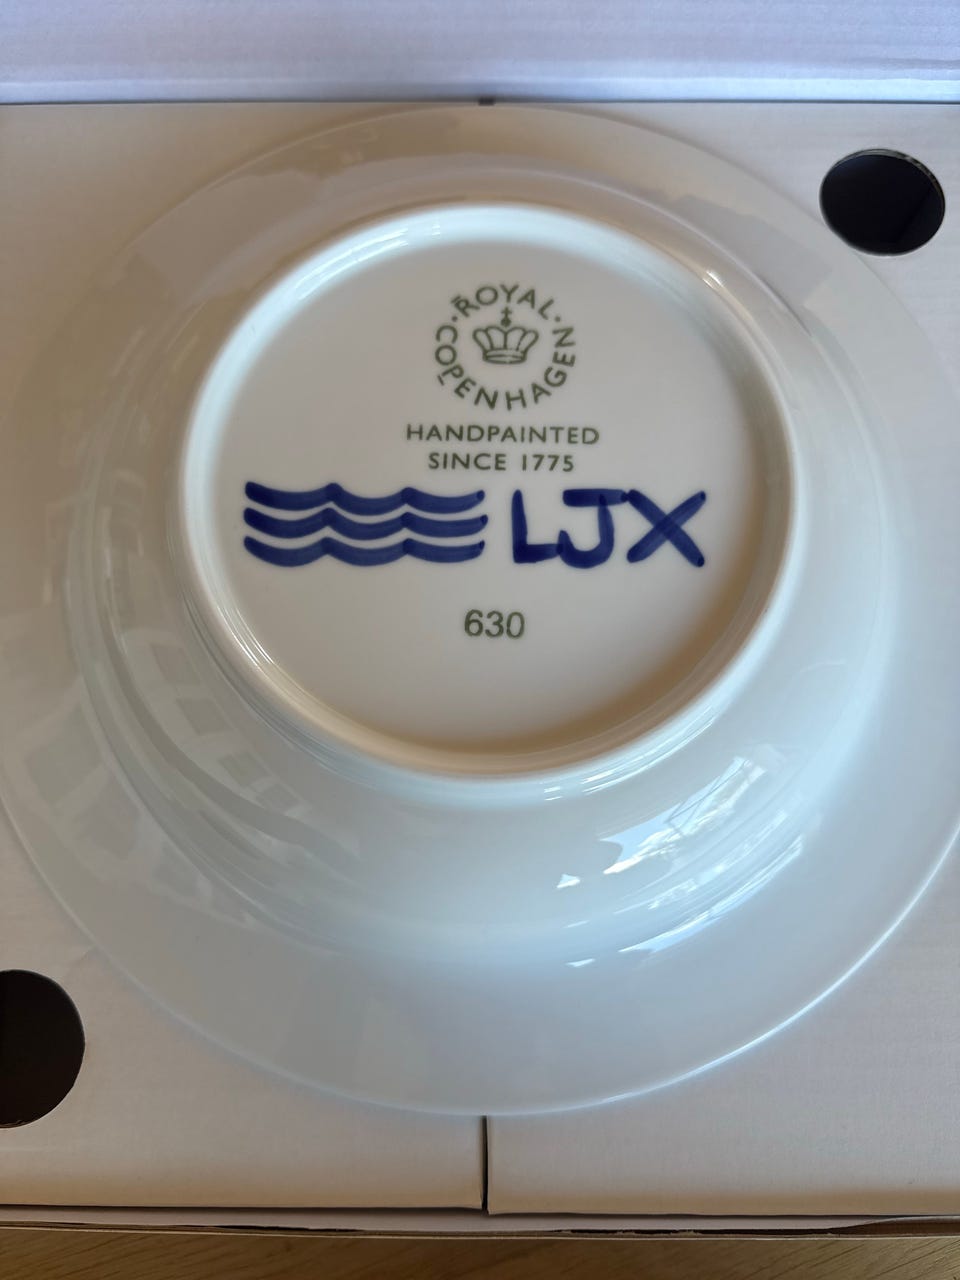 ROYAL
COPENHAGEN
HANDPAINTED
SINCE 1775
LJX
630